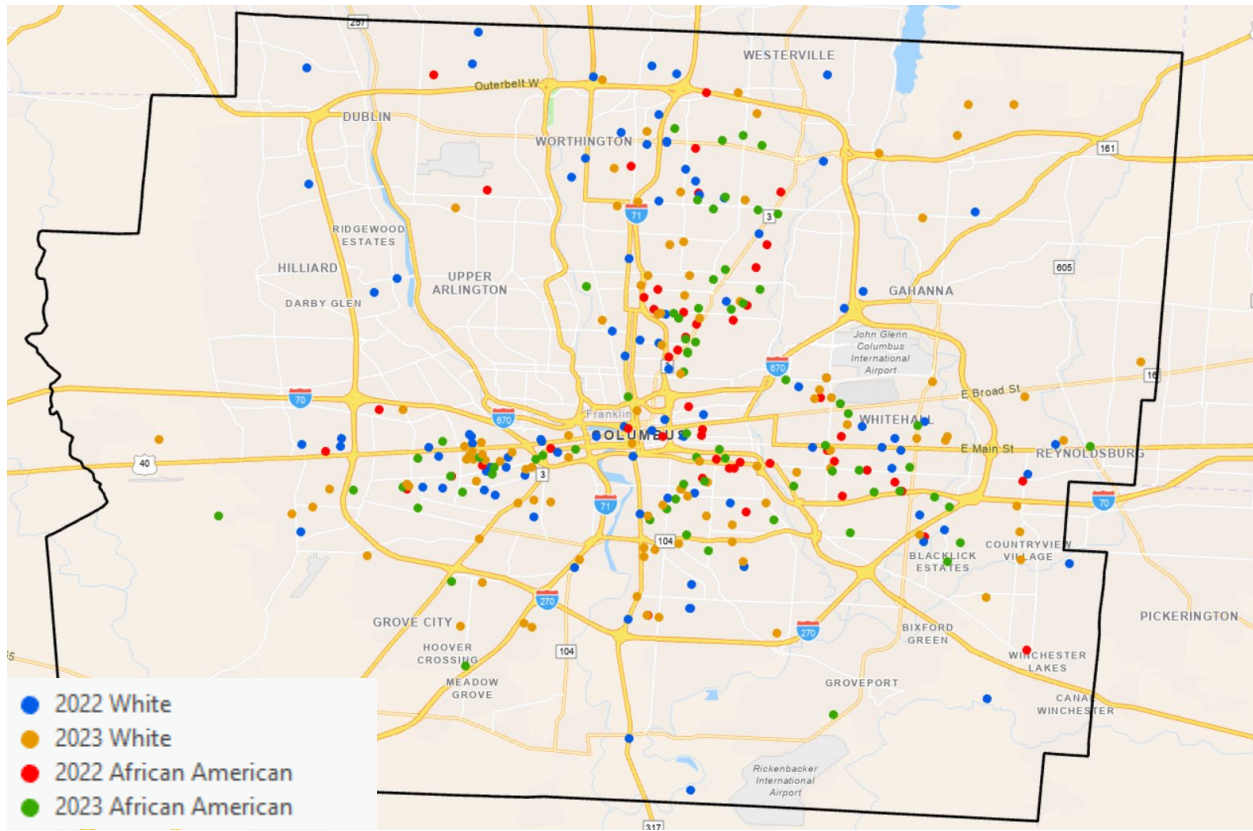 257
WESTERVILLE
Outerbelt W
DUBLIN
WORTHINGTON
161
71
3
RIDGEWOOD
ESTATES
HILLIARD
UPPER
ARLINGTON
605
DARBY GLEN
GAHANNA
John Glenn
Columbus
International
Airport
670
16
70
E Broad St
670
Franklin
WHITEHALL
COLUMBUS
E Main St
REYNOLDSBURG
40
3
71
70
104
COUNTRYVIEW
VILLAGE
BLACKLICK
ESTATES
270
GROVE CITY
270
BIXFORD
GREEN
PICKERINGTON
HOOVER
CROSSING
104
WINCHESTER
LAKES
MEADOW
GROVE
GROVEPORT
CANAL
WINCHESTER
2022 White
2023 White
2022 African American
2023 African American
Rickenbacker
International
Airport
317